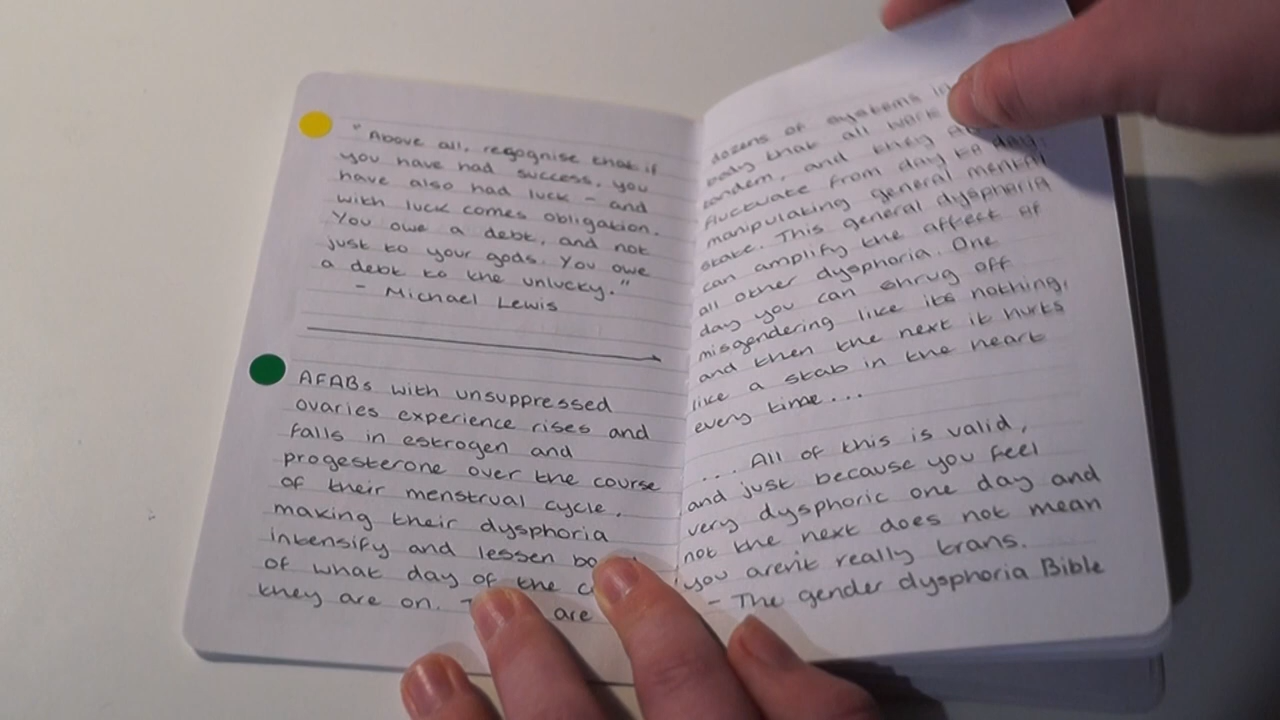 "Above all, recognise that if
you have had success, you
have also had luck - and
with luck comes obligation.
You owe a debt, and not
just to your gods. You owe
a debt to the unlucky."
- Michael Lewis
AFABs with unsuppressed
ovaries experience rises and
falls in estrogen and
progesterone over the course
of their menstrual cycle,
making their dysphoria
intensify and lessen
of what day of the
they are on. are
dozens of systems in
body that all work
tandem, and they
fluctuate from day to day,
manipulating general mental
state. This general dysphoria
can amplify the affect of
all other dysphoria. One
day you can shrug off
misgendering like its nothing,
and then the next it hurts
like a stab in the heart
every time...
... All of this is valid,
and just because you feel
very dysphoric one day and
not the next does not mean
you aren't really trans.
- The gender dysphoria Bible